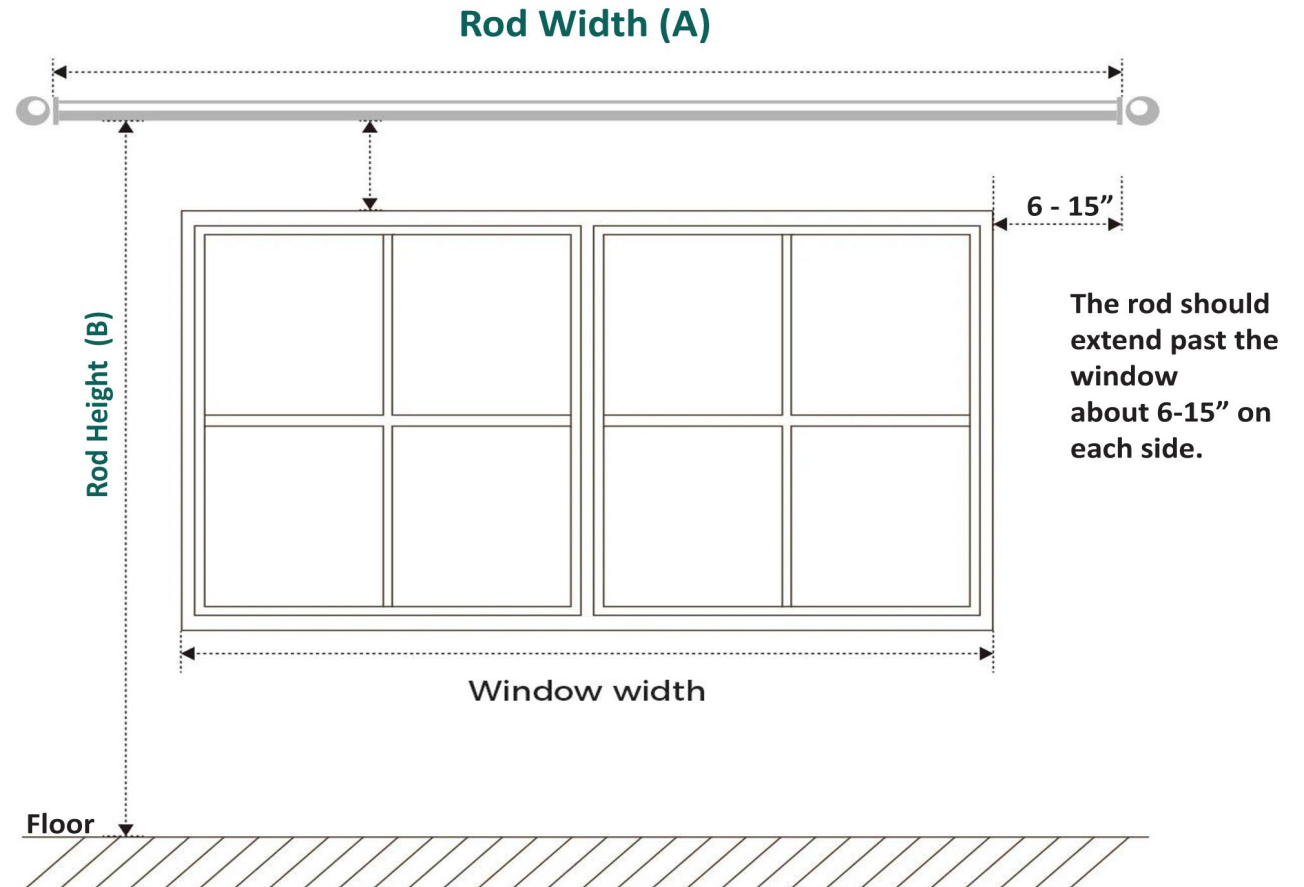 Rod Width (A)
6 - 15”
The rod should
extend past the
window
about 6-15” on
each side.
Rod Height (B)
Window width
Floor